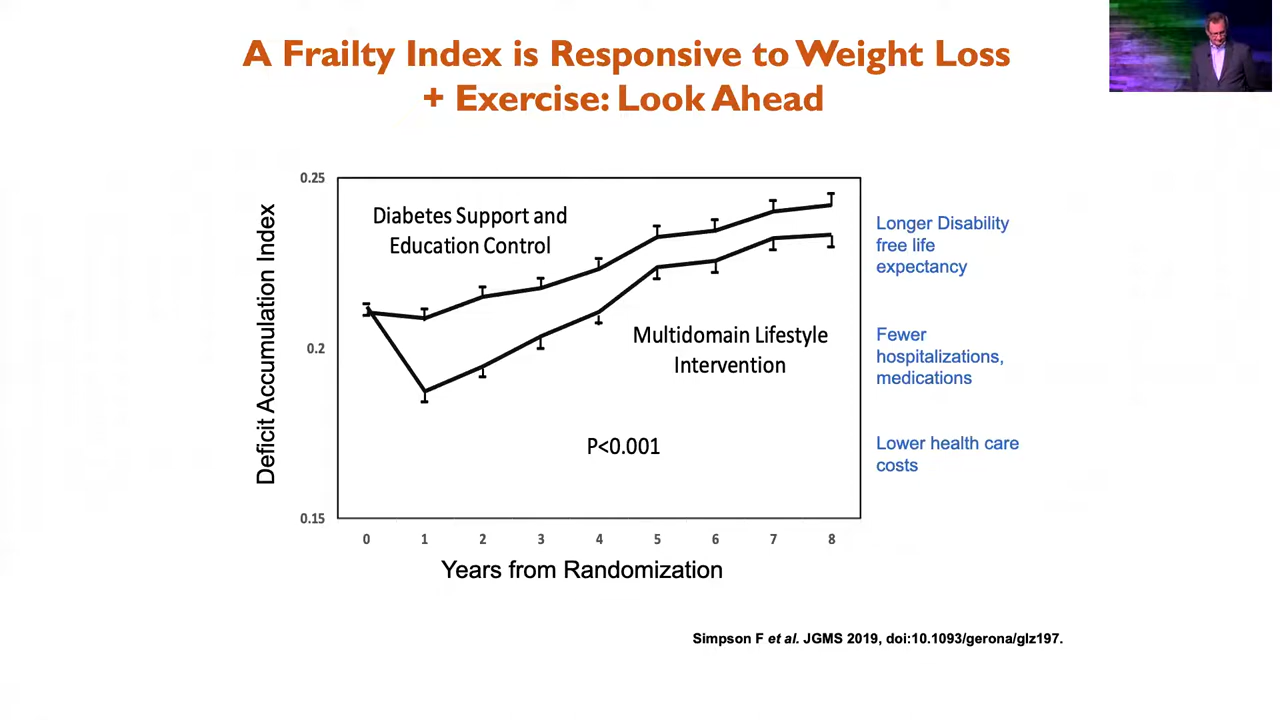 A Frailty Index is Responsive to Weight Loss
+ Exercise: Look Ahead
Deficit Accumulation Index
0.25
0.2
0.15
Diabetes Support and
Education Control
Multidomain Lifestyle
Intervention
P<0.001
0 1 2 3 4 5 6 7 8
Years from Randomization
Longer Disability
free life
expectancy
Fewer
hospitalizations,
medications
Lower health care
costs
Simpson F et al. JGMS 2019, doi:10.1093/gerona/glz197.